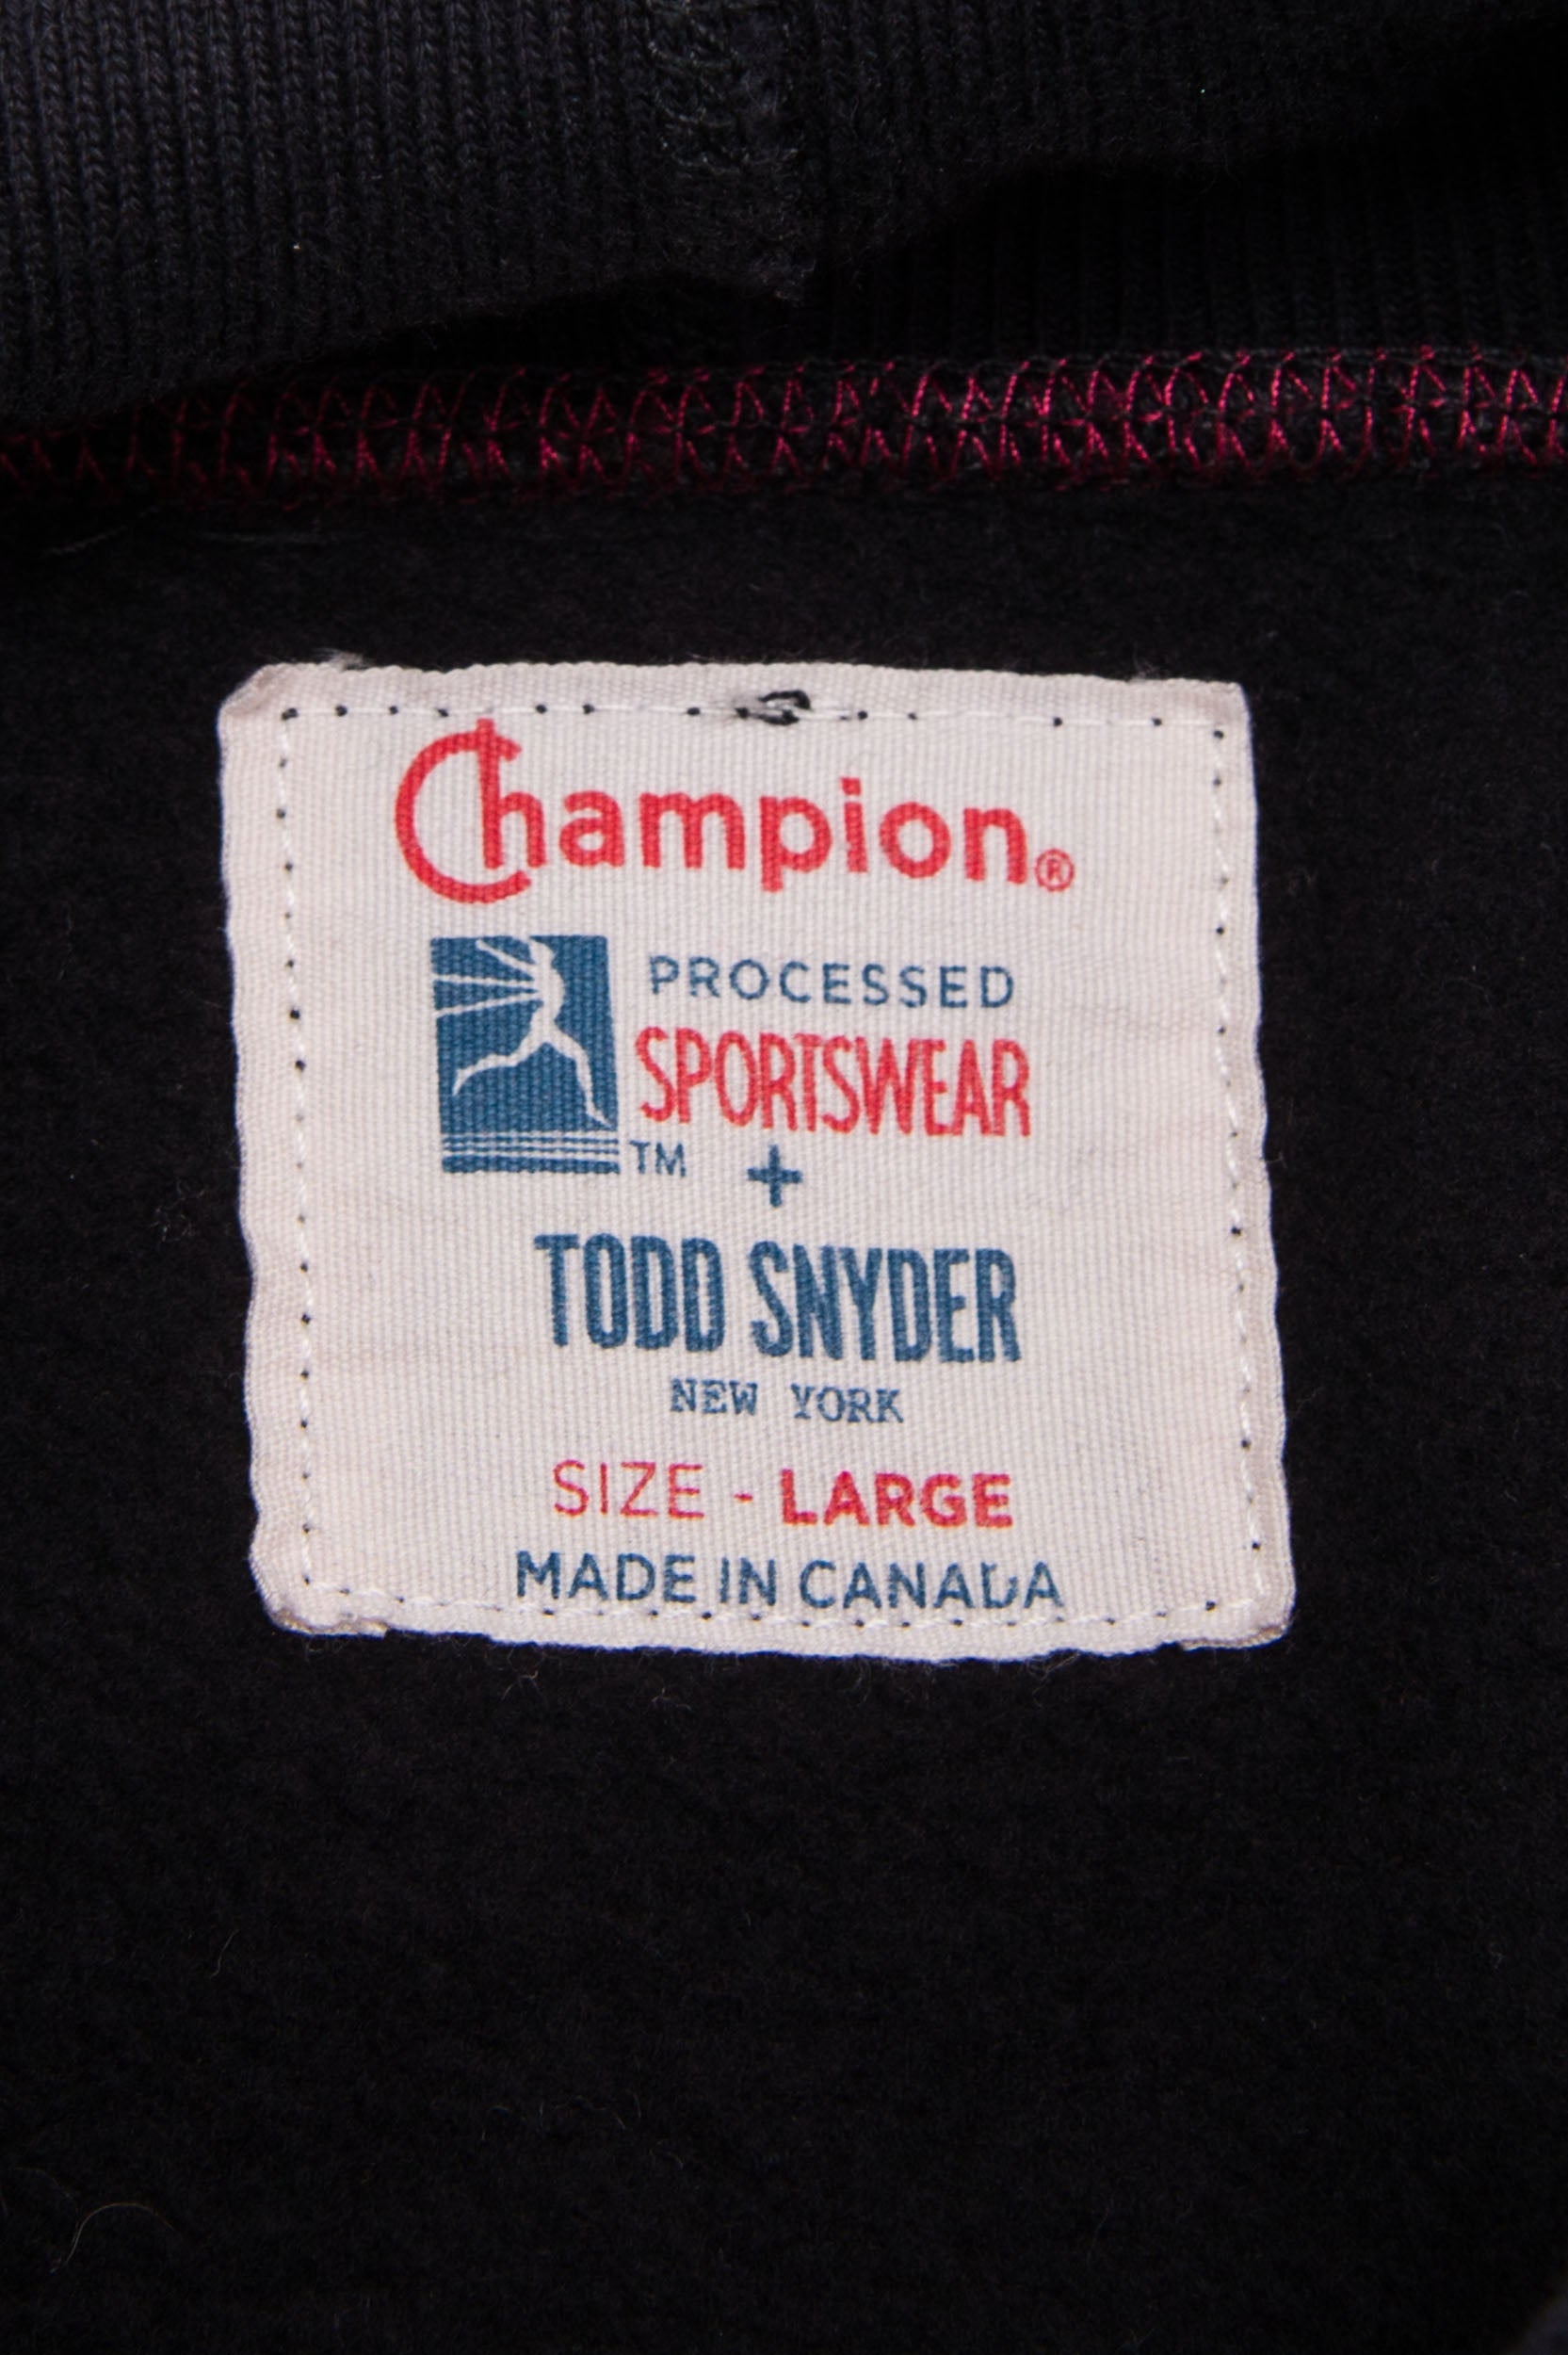 Champion®
PROCESSED
SPORTSWEAR
TM +
TODD SNYDER
NEW YORK
SIZE - LARGE
MADE IN CANADA